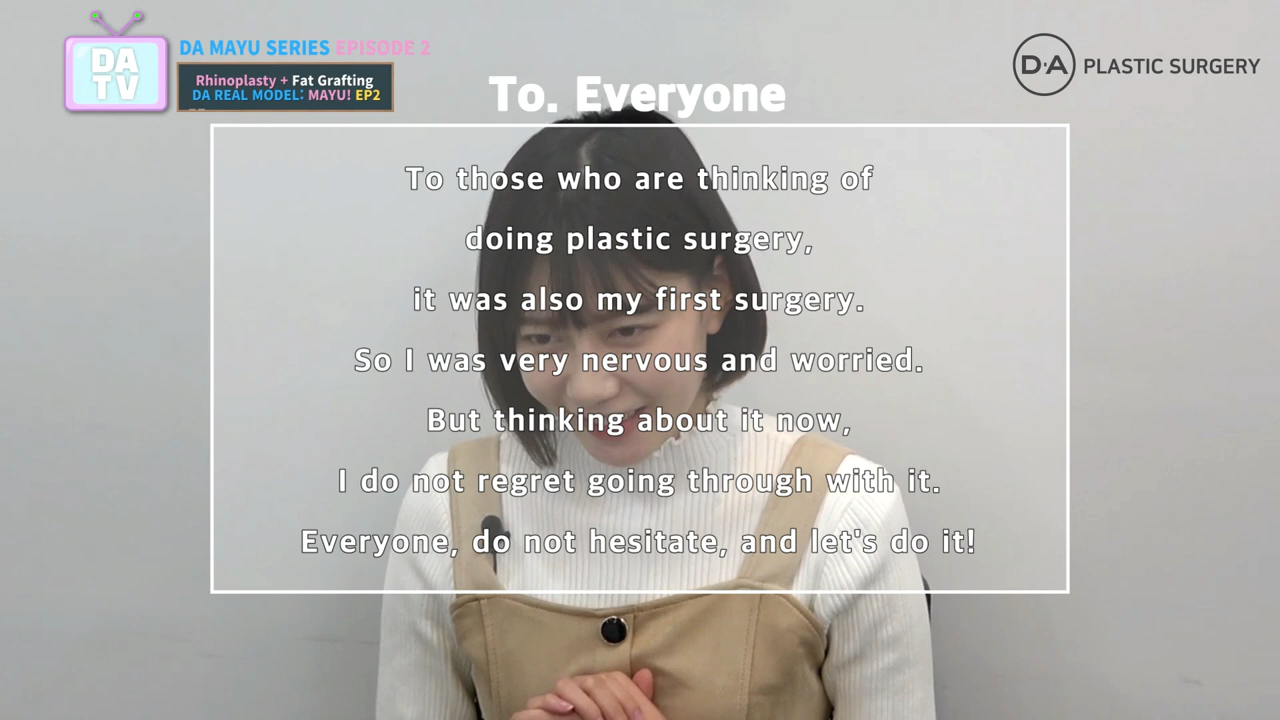 DA
TV
DA MAYU SERIES EPISODE 2
Rhinoplasty + Fat Grafting
DA REAL MODEL: MAYU! EP2
D·A PLASTIC SURGERY
To. Everyone
To those who are thinking of
doing plastic surgery,
it was also my first surgery.
So I was very nervous and worried.
But thinking about it now,
I do not regret going through with it.
Everyone, do not hesitate, and let's do it!